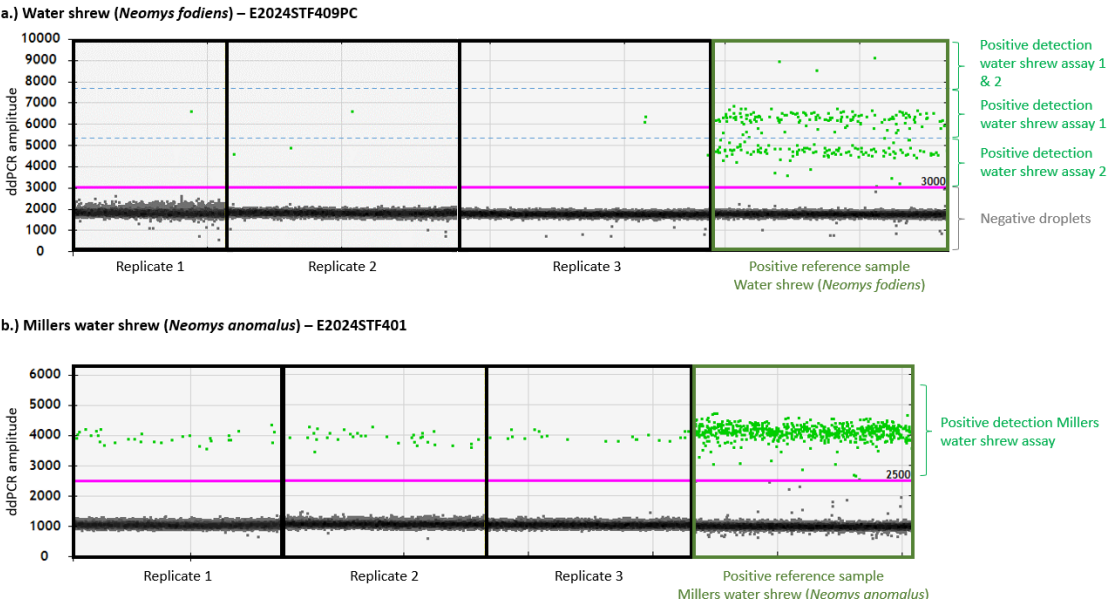 a.) Water shrew (Neomys fodiens) – E2024STF409PC
ddPCR amplitude
10000
9000
8000
7000
6000
5000
4000
3000
2000
1000
0
3000
Positive detection
water shrew assay 1
& 2
Positive detection
water shrew assay 1
Positive detection
water shrew assay 2
Negative droplets
Replicate 1
Replicate 2
Replicate 3
Positive reference sample
Water shrew (Neomys fodiens)
b.) Millers water shrew (Neomys anomalus) – E2024STF401
ddPCR amplitude
6000
5000
4000
3000
2000
1000
0
2500
Positive detection Millers
water shrew assay
Replicate 1
Replicate 2
Replicate 3
Positive reference sample
Millers water shrew (Neomys anomalus)